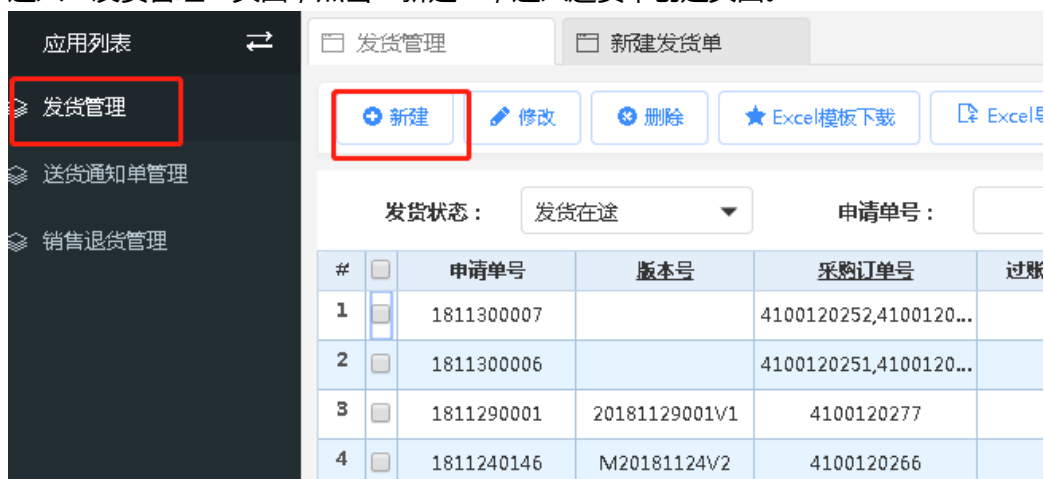 应用列表
发货管理
新建发货单
发货管理
新建
修改
删除
Excel模板下载
Excel
送货通知单管理
发货状态：
发货在途
申请单号：
销售退货管理
#
申请单号
版本号
采购订单号
过账
1
1811300007
4100120252,4100120...
2
1811300006
4100120251,4100120...
3
1811290001
20181129001V1
4100120277
4
1811240146
M20181124V2
4100120266